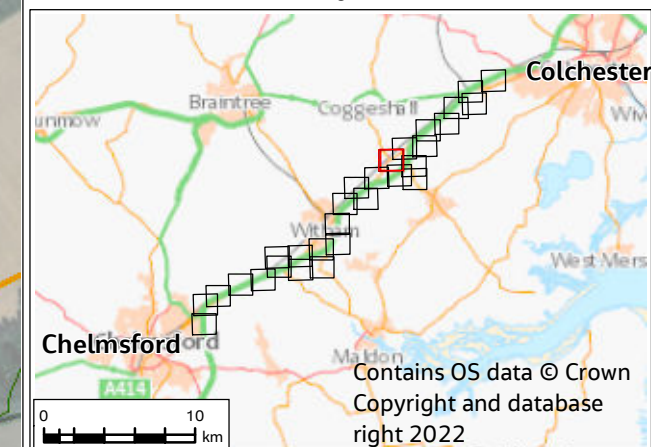 Colchester
Braintree
Coggeshall
unmow
Witham
West Mers
Chelmsford
ord
Maldon
A414
Contains OS data © Crown
Copyright and database
right 2022
0 10
km